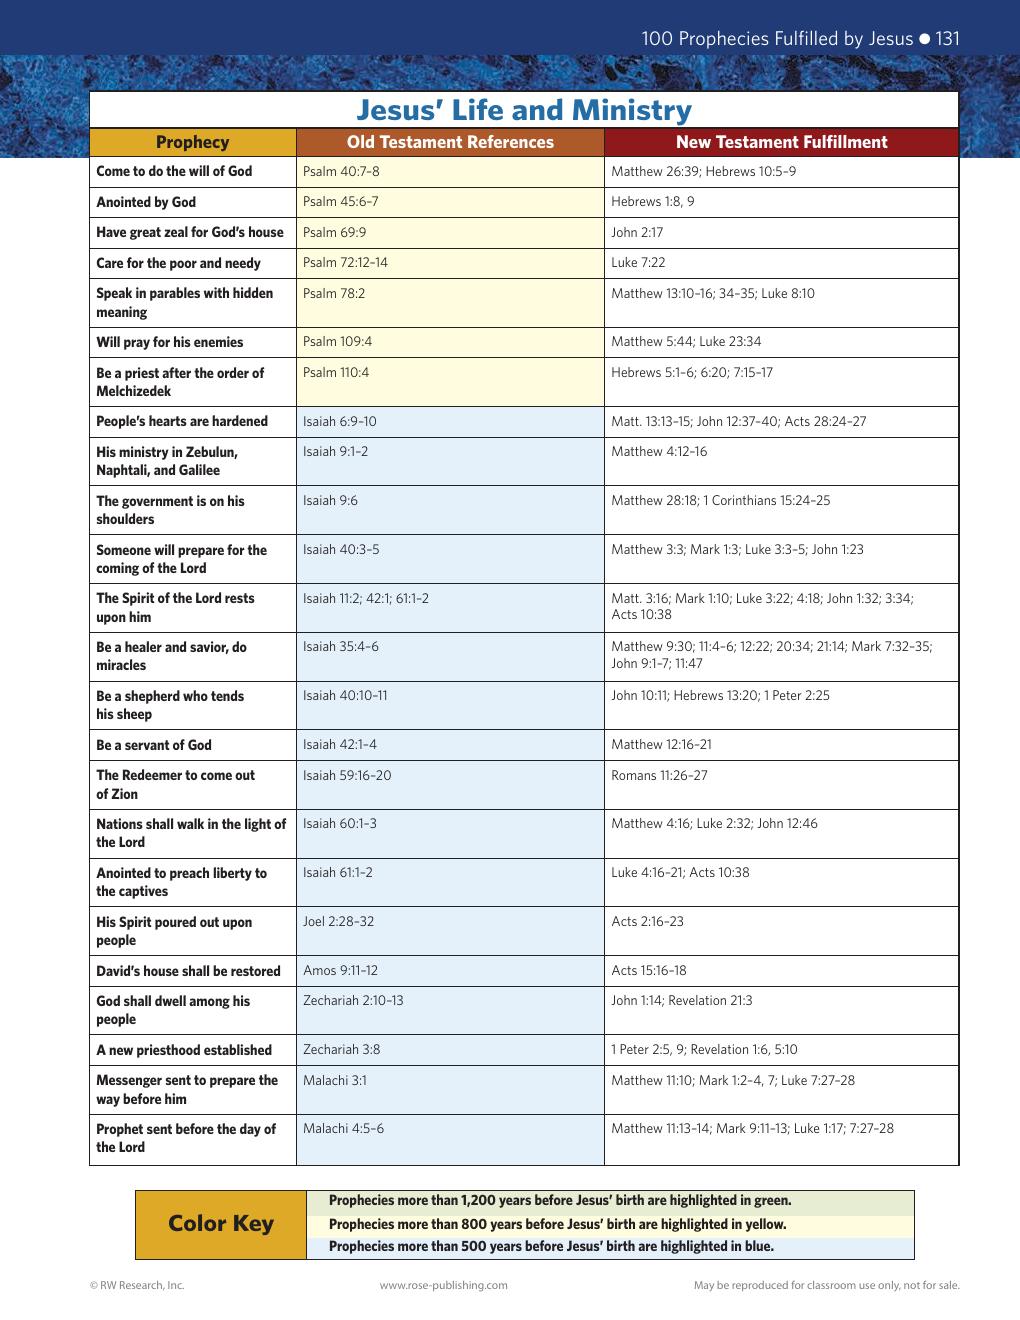 100 Prophecies Fulfilled by Jesus ● 131
Jesus’ Life and Ministry
Prophecy Old Testament References New Testament Fulfillment
Come to do the will of God Psalm 40:7–8 Matthew 26:39; Hebrews 10:5–9
Anointed by God Psalm 45:6–7 Hebrews 1:8, 9
Have great zeal for God’s house Psalm 69:9 John 2:17
Care for the poor and needy Psalm 72:12–14 Luke 7:22
Speak in parables with hidden Psalm 78:2 Matthew 13:10–16; 34–35; Luke 8:10
meaning
Will pray for his enemies Psalm 109:4 Matthew 5:44; Luke 23:34
Be a priest after the order of Psalm 110:4 Hebrews 5:1–6; 6:20; 7:15–17
Melchizedek
People’s hearts are hardened Isaiah 6:9–10 Matt. 13:13–15; John 12:37–40; Acts 28:24–27
His ministry in Zebulun, Isaiah 9:1–2 Matthew 4:12–16
Naphtali, and Galilee
The government is on his Isaiah 9:6 Matthew 28:18; 1 Corinthians 15:24–25
shoulders
Someone will prepare for the Isaiah 40:3–5 Matthew 3:3; Mark 1:3; Luke 3:3–5; John 1:23
coming of the Lord
The Spirit of the Lord rests Isaiah 11:2; 42:1; 61:1–2 Matt. 3:16; Mark 1:10; Luke 3:22; 4:18; John 1:32; 3:34;
upon him Acts 10:38
Be a healer and savior, do Isaiah 35:4–6 Matthew 9:30; 11:4–6; 12:22; 20:34; 21:14; Mark 7:32–35;
miracles John 9:1–7; 11:47
Be a shepherd who tends Isaiah 40:10–11 John 10:11; Hebrews 13:20; 1 Peter 2:25
his sheep
Be a servant of God Isaiah 42:1–4 Matthew 12:16–21
The Redeemer to come out Isaiah 59:16–20 Romans 11:26–27
of Zion
Nations shall walk in the light of Isaiah 60:1–3 Matthew 4:16; Luke 2:32; John 12:46
the Lord
Anointed to preach liberty to Isaiah 61:1–2 Luke 4:16–21; Acts 10:38
the captives
His Spirit poured out upon Joel 2:28–32 Acts 2:16–23
people
David’s house shall be restored Amos 9:11–12 Acts 15:16–18
God shall dwell among his Zechariah 2:10–13 John 1:14; Revelation 21:3
people
A new priesthood established Zechariah 3:8 1 Peter 2:5, 9; Revelation 1:6, 5:10
Messenger sent to prepare the Malachi 3:1 Matthew 11:10; Mark 1:2–4, 7; Luke 7:27–28
way before him
Prophet sent before the day of Malachi 4:5–6 Matthew 11:13–14; Mark 9:11–13; Luke 1:17; 7:27–28
the Lord
Color Key
Prophecies more than 1,200 years before Jesus’ birth are highlighted in green.
Prophecies more than 800 years before Jesus’ birth are highlighted in yellow.
Prophecies more than 500 years before Jesus’ birth are highlighted in blue.
© RW Research, Inc. www.rose-publishing.com May be reproduced for classroom use only, not for sale.